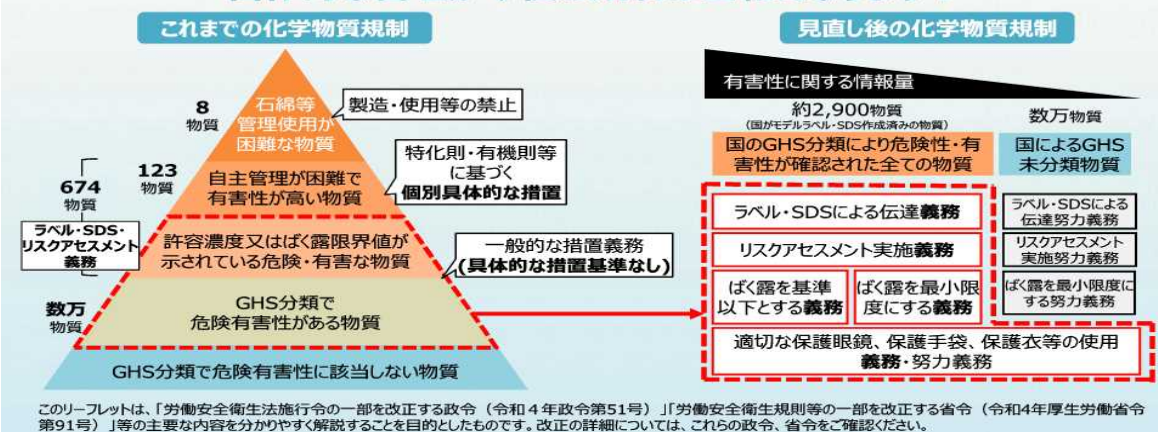 これまでの化学物質規制
8
物質
石綿等
管理使用が
困難な物質
製造・使用等の禁止
123
物質
自主管理が困難で
有害性が高い物質
特化則・有機則等
に基づく
個別具体的な措置
674
物質
ラベル・SDS・
リスクアセスメント
義務
許容濃度又はばく露限界値が
示されている危険・有害な物質
一般的な措置義務
(具体的な措置基準なし)
数万
物質
GHS分類で
危険有害性がある物質
GHS分類で危険有害性に該当しない物質
見直し後の化学物質規制
有害性に関する情報量
約2,900物質
(国がモデルラベル・SDS作成済みの物質)
数万物質
国のGHS分類により危険性・有
害性が確認された全ての物質
国によるGHS
未分類物質
ラベル・SDSによる伝達義務
ラベル・SDSによる
伝達努力義務
リスクアセスメント実施義務
リスクアセスメント
実施努力義務
ばく露を基準
以下とする義務
ばく露を最小限
度にする義務
ばく露を最小限度に
する努力義務
適切な保護眼鏡、保護手袋、保護衣等の使用
義務・努力義務
このリーフレットは、「労働安全衛生法施行令の一部を改正する政令（令和４年政令第51号）」「労働安全衛生規則等の一部を改正する省令（令和4年厚生労働省令
第91号）」等の主要な内容を分かりやすく解説することを目的としたものです。改正の詳細については、これらの政令、省令をご確認ください。